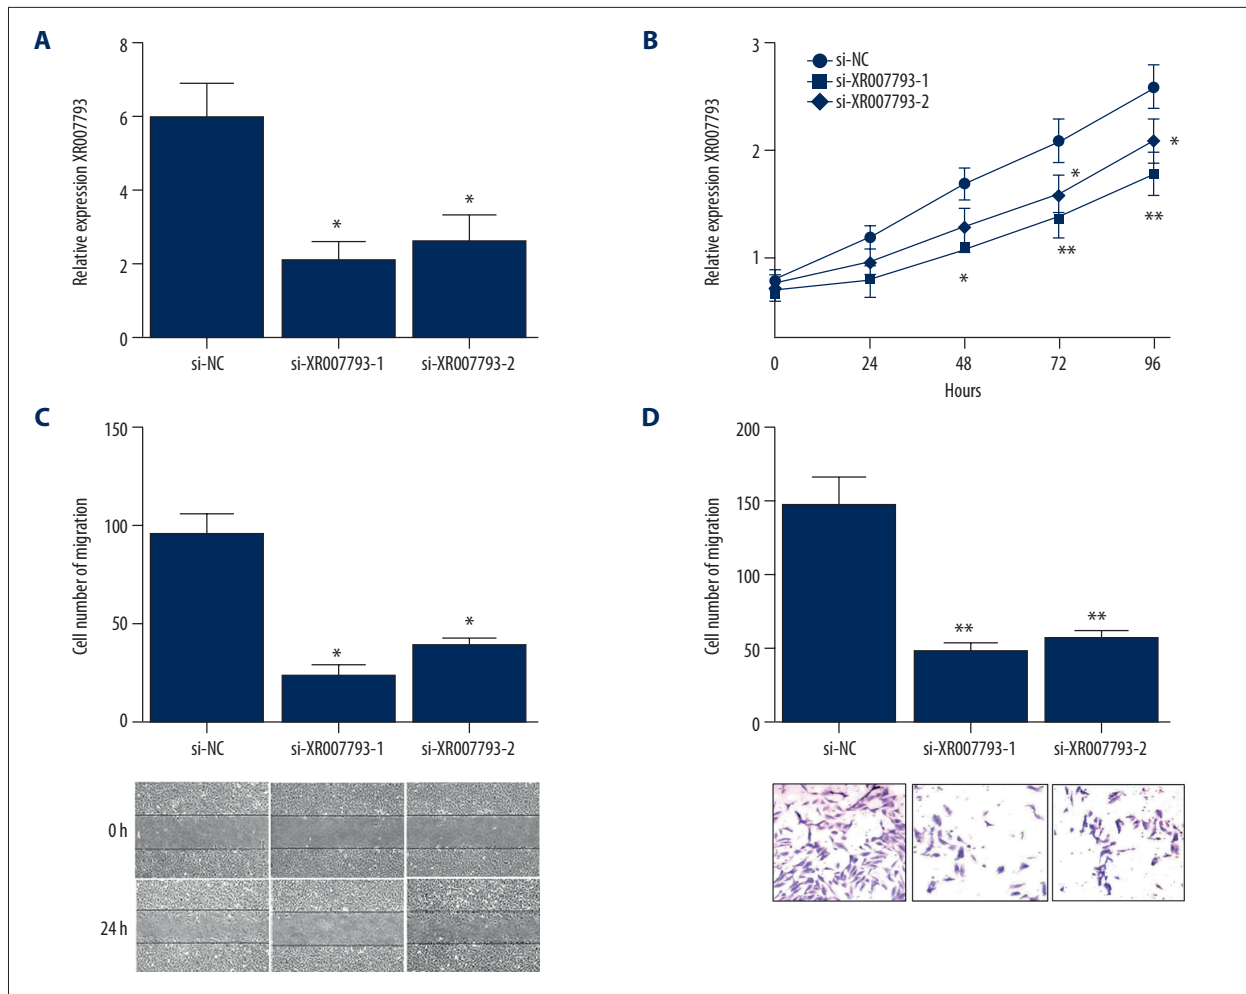 A
Relative expression XR007793
8
6
4
2
0
*
*
si-NC
si-XR007793-1
si-XR007793-2
B
Relative expression XR007793
3
2
1
si-NC
si-XR007793-1
si-XR007793-2
*
*
**
**
*
0
24
48
72
96
Hours
C
Cell number of migration
150
100
50
0
*
*
si-NC
si-XR007793-1
si-XR007793-2
0 h
24 h
D
Cell number of migration
200
150
100
50
0
**
**
si-NC
si-XR007793-1
si-XR007793-2